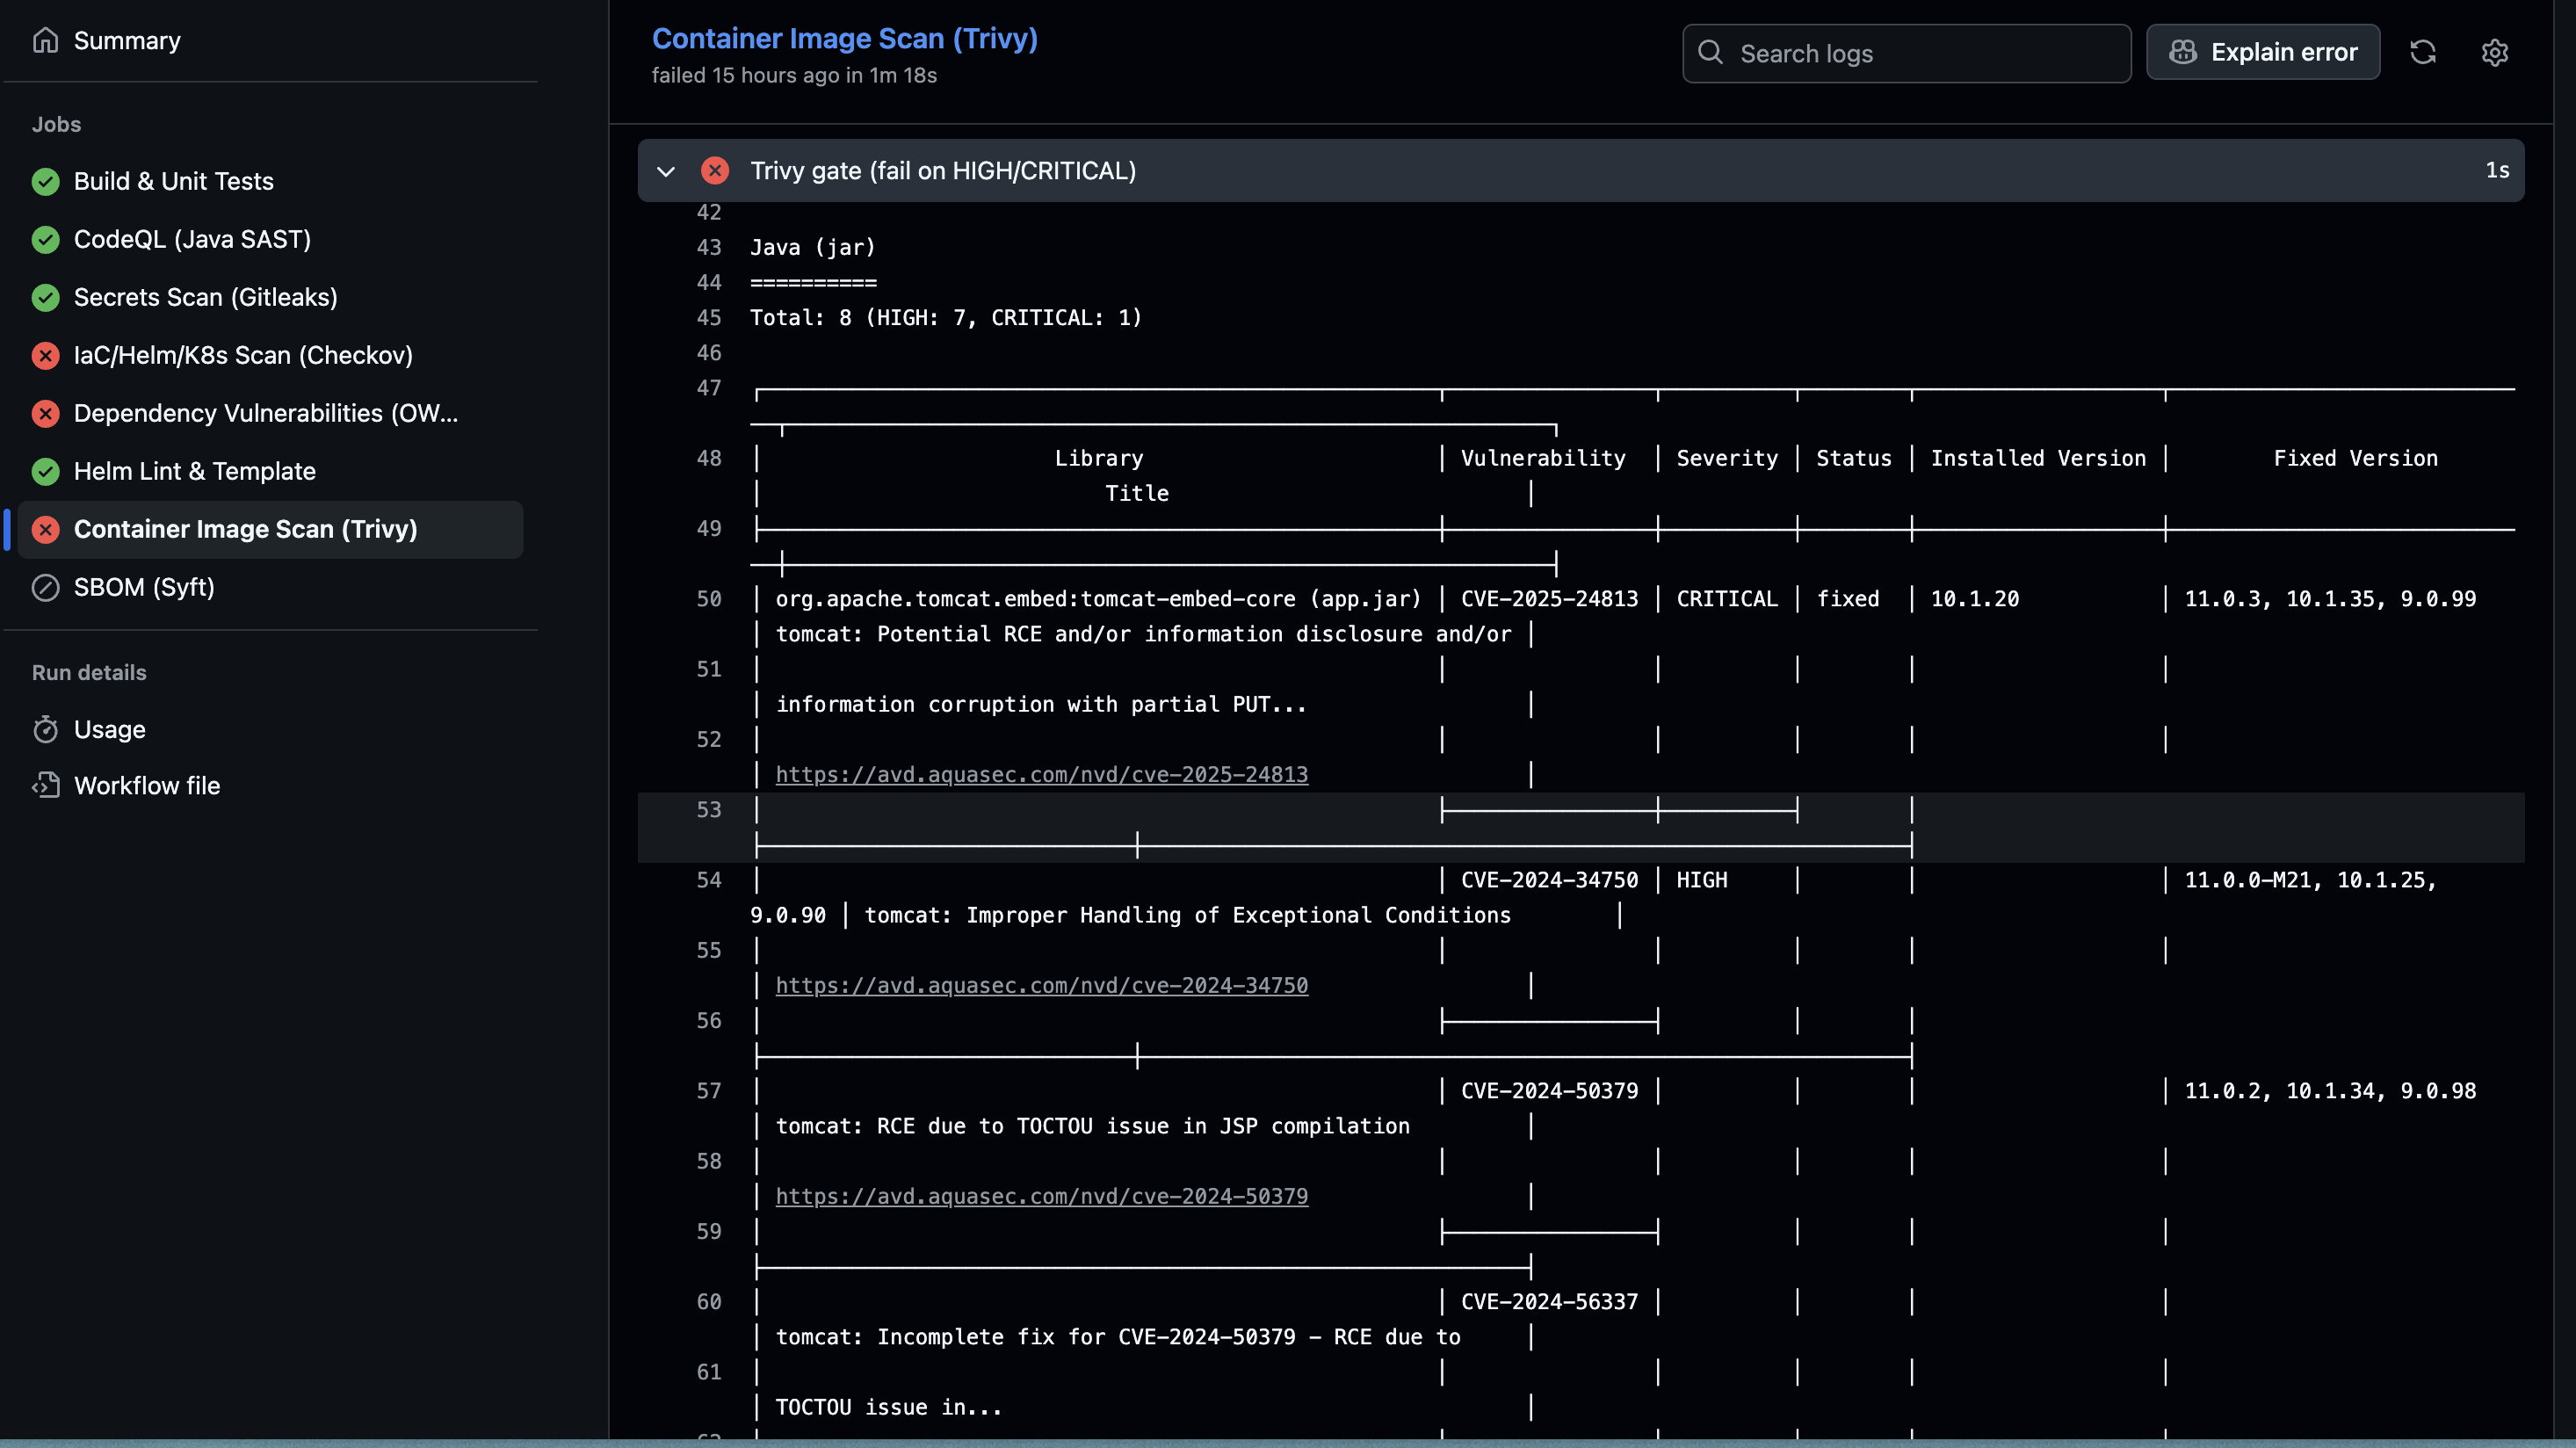 Summary
Jobs
Build & Unit Tests
CodeQL (Java SAST)
Secrets Scan (Gitleaks)
IaC/Helm/K8s Scan (Checkov)
Dependency Vulnerabilities (OW...
Helm Lint & Template
Container Image Scan (Trivy)
SBOM (Syft)
Run details
Usage
Workflow file
Container Image Scan (Trivy)
failed 15 hours ago in 1m 18s
Search logs
Explain error
Trivy gate (fail on HIGH/CRITICAL) 1s
42
43 Java (jar)
44 ==========
45 Total: 8 (HIGH: 7, CRITICAL: 1)
46
47
48 │ Library │ Vulnerability │ Severity │ Status │ Installed Version │ Fixed Version
│ Title │
49
50 │ org.apache.tomcat.embed:tomcat-embed-core (app.jar) │ CVE-2025-24813 │ CRITICAL │ fixed │ 10.1.20 │ 11.0.3, 10.1.35, 9.0.99
│ tomcat: Potential RCE and/or information disclosure and/or │
51 │ │ │ │ │ │
│ information corruption with partial PUT... │
52 │ │ │ │ │ │
│ https://avd.aquasec.com/nvd/cve-2025-24813 │
53
54 │ │ CVE-2024-34750 │ HIGH │ │ │ 11.0.0-M21, 10.1.25,
9.0.90 │ tomcat: Improper Handling of Exceptional Conditions │
55 │ │ │ │ │ │
│ https://avd.aquasec.com/nvd/cve-2024-34750 │
56
57 │ │ CVE-2024-50379 │ │ │ │ 11.0.2, 10.1.34, 9.0.98
│ tomcat: RCE due to TOCTOU issue in JSP compilation │
58 │ │ │ │ │ │
│ https://avd.aquasec.com/nvd/cve-2024-50379 │
59
60 │ │ CVE-2024-56337 │ │ │ │
│ tomcat: Incomplete fix for CVE-2024-50379 - RCE due to │
61 │ │ │ │ │ │
│ TOCTOU issue in... │